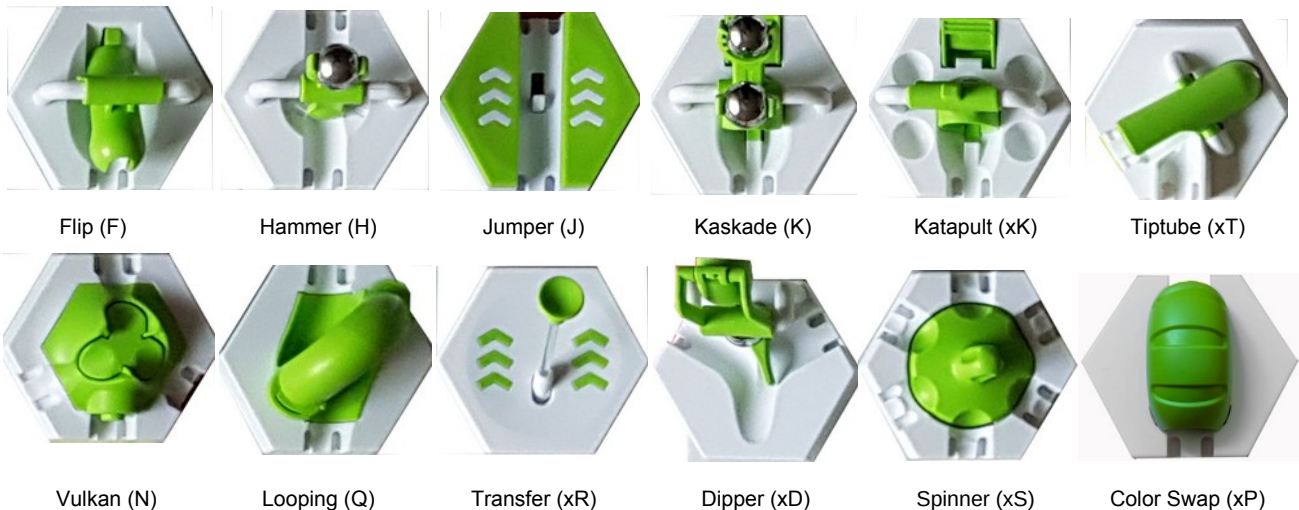 Flip (F) Hammer (H) Jumper (J) Kaskade (K) Katapult (xK) Tiptube (xT)
Vulkan (N) Looping (Q) Transfer (xR) Dipper (xD) Spinner (xS) Color Swap (xP)